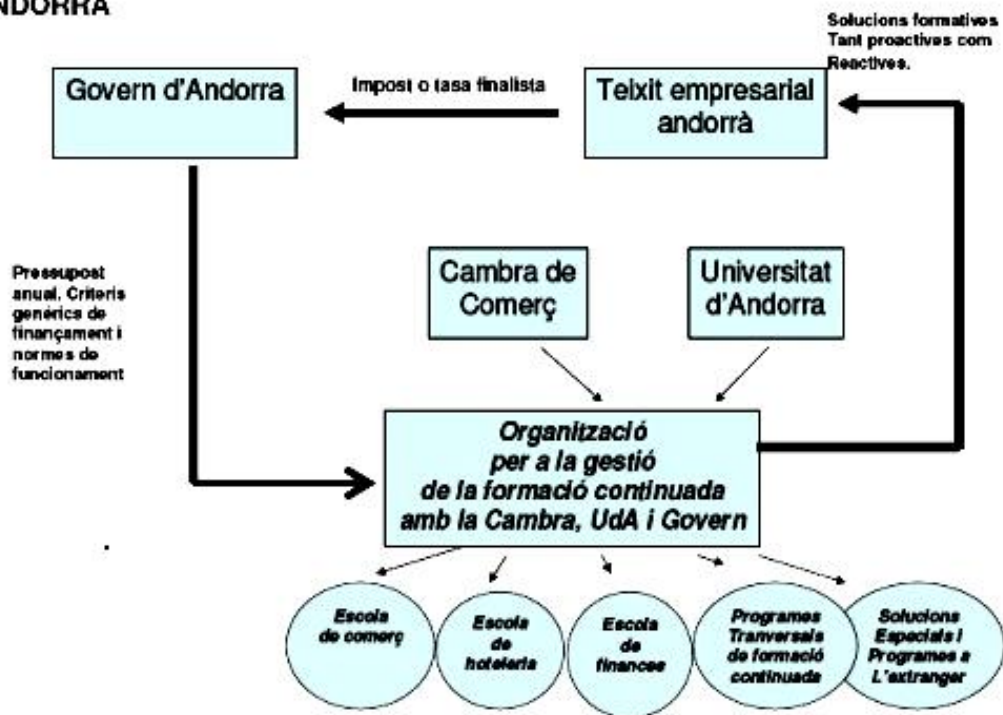 ANDORRA
Solucions formatives
Tant proactives com
Reactives.
Govern d'Andorra
Impost o tasa finalista
Teixit empresarial
andorrà
Pressupost
anual. Criteris
genérics de
finançament i
normes de
funcionament
Cambra de
Comerç
Universitat
d'Andorra
Organització
per a la gestió
de la formació continuada
amb la Cambra, UdA i Govern
Escola
de comerç
Escola
de
hoteleria
Escola
de
finances
Programes
Tranversals
de formació
continuada
Solucions
Especials i
Programes a
L'extranger